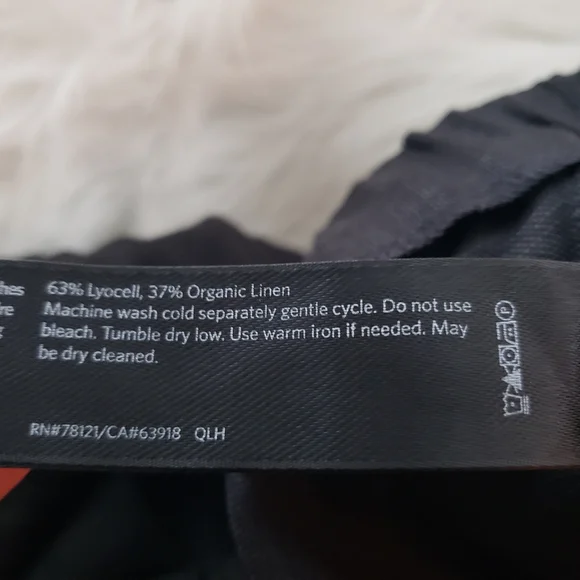 63% Lyocell, 37% Organic Linen
Machine wash cold separately gentle cycle. Do not use
bleach. Tumble dry low. Use warm iron if needed. May
be dry cleaned.
RN#78121/CA#63918 QLH